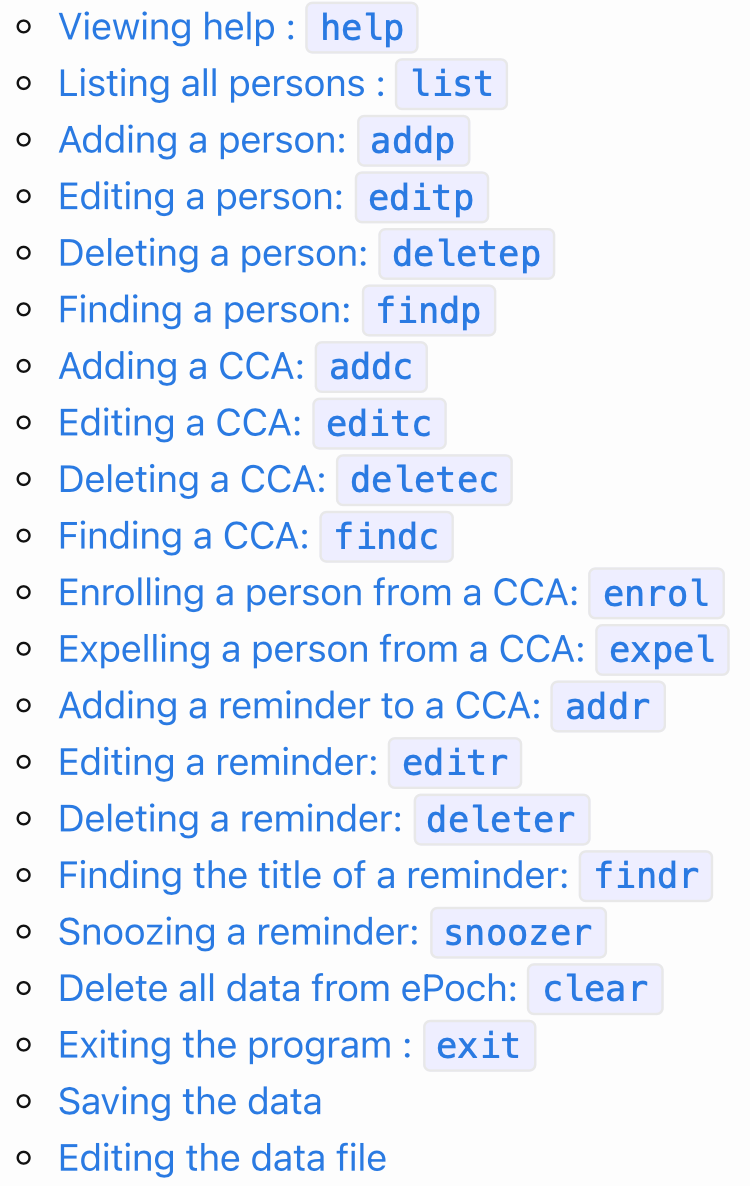 Viewing help : help
Listing all persons : list
Adding a person: addp
Editing a person: editp
Deleting a person: deletep
Finding a person: findp
Adding a CCA: addc
Editing a CCA: editc
Deleting a CCA: deletec
Finding a CCA: findc
Enrolling a person from a CCA: enrol
Expelling a person from a CCA: expel
Adding a reminder to a CCA: addr
Editing a reminder: editr
Deleting a reminder: deleter
Finding the title of a reminder: findr
Snoozing a reminder: snoozer
Delete all data from ePoch: clear
Exiting the program : exit
Saving the data
Editing the data file